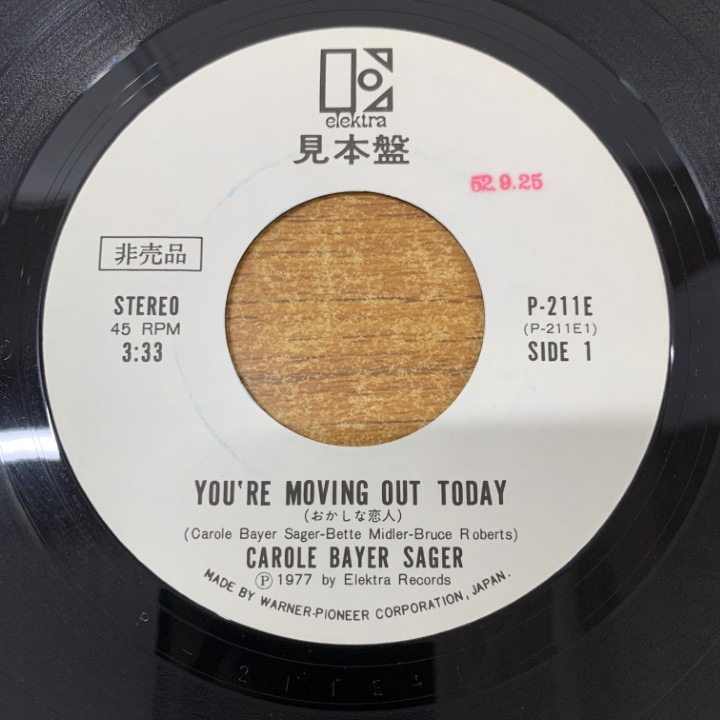 elektra
見本盤
52.9.25
非売品
STEREO
45 RPM
3:33
P-211E
(P-211E1)
SIDE 1
YOU'RE MOVING OUT TODAY
(おかしな恋人)
(Carole Bayer Sager-Bette Midler-Bruce Roberts)
CAROLE BAYER SAGER
Ⓟ1977 by Elektra Records
MADE BY WARNER-PIONEER CORPORATION, JAPAN.